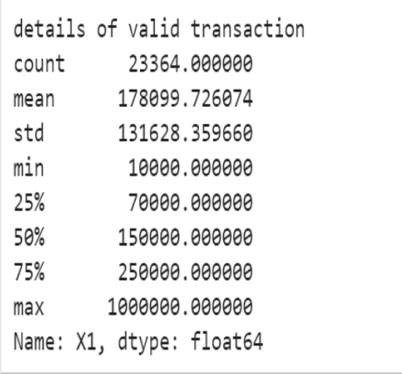 details of valid transaction
count 23364.000000
mean 178099.726074
std 131628.359660
min 10000.000000
25% 70000.000000
50% 150000.000000
75% 250000.000000
max 1000000.000000
Name: X1, dtype: float64